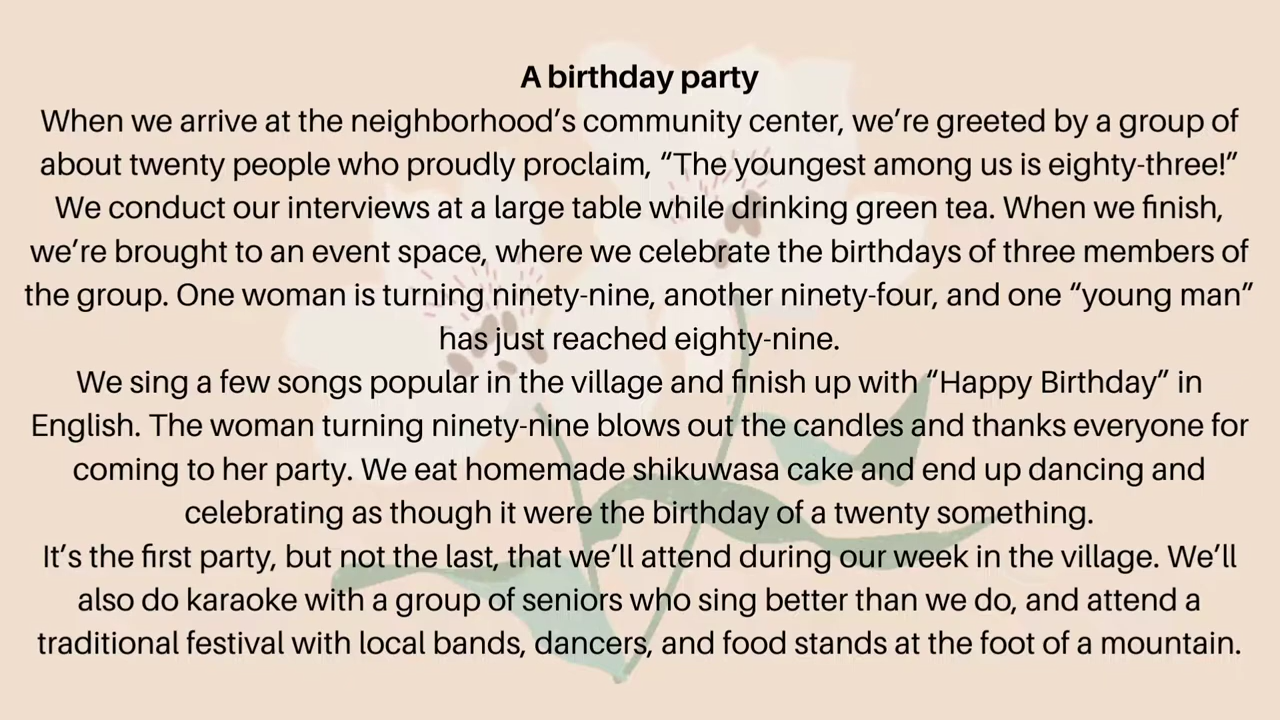 A birthday party
When we arrive at the neighborhood’s community center, we’re greeted by a group of
about twenty people who proudly proclaim, “The youngest among us is eighty-three!”
We conduct our interviews at a large table while drinking green tea. When we finish,
we’re brought to an event space, where we celebrate the birthdays of three members of
the group. One woman is turning ninety-nine, another ninety-four, and one “young man”
has just reached eighty-nine.
We sing a few songs popular in the village and finish up with “Happy Birthday” in
English. The woman turning ninety-nine blows out the candles and thanks everyone for
coming to her party. We eat homemade shikuwasa cake and end up dancing and
celebrating as though it were the birthday of a twenty something.
It’s the first party, but not the last, that we’ll attend during our week in the village. We’ll
also do karaoke with a group of seniors who sing better than we do, and attend a
traditional festival with local bands, dancers, and food stands at the foot of a mountain.